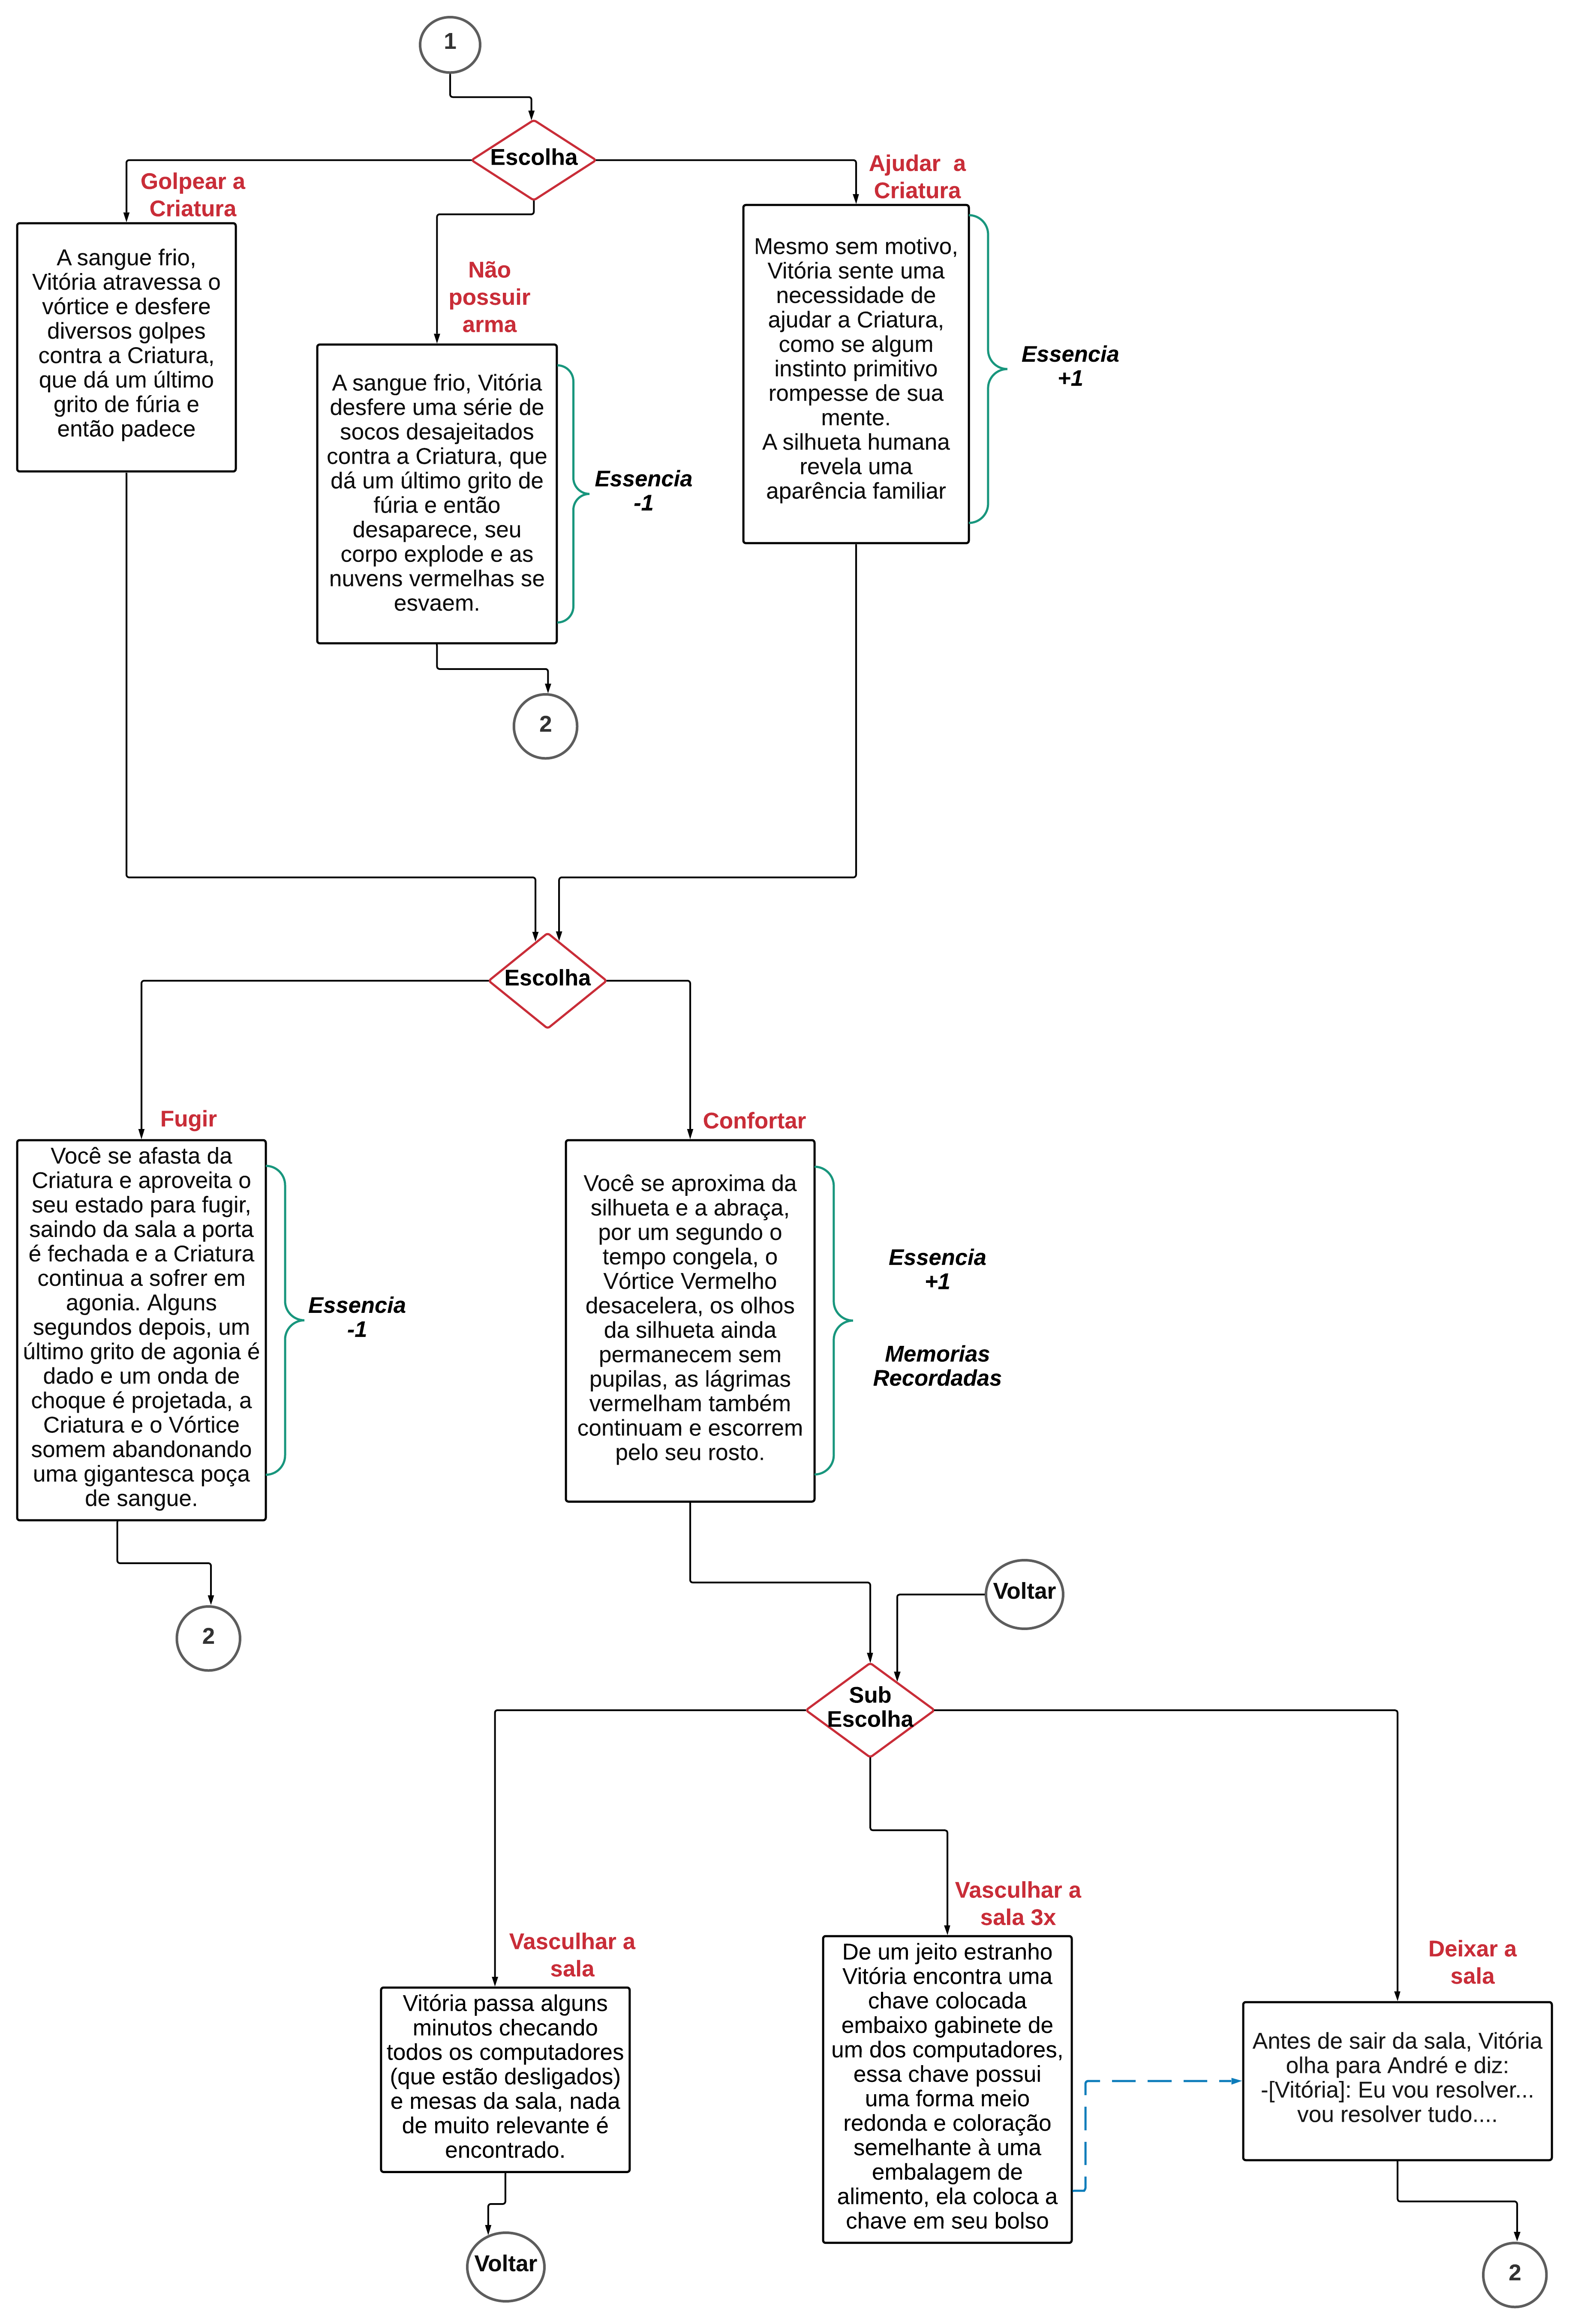 1
Escolha
Golpear a
Criatura
A sangue frio,
Vitória atravessa o
vórtice e desfere
diversos golpes
contra a Criatura,
que dá um último
grito de fúria e
então padece
Não
possuir
arma
A sangue frio, Vitória
desfere uma série de
socos desajeitados
contra a Criatura, que
dá um último grito de
fúria e então
desaparece, seu
corpo explode e as
nuvens vermelhas se
esvaem.
Essencia
-1
2
Ajudar a
Criatura
Mesmo sem motivo,
Vitória sente uma
necessidade de
ajudar a Criatura,
como se algum
instinto primitivo
rompesse de sua
mente.
A silhueta humana
revela uma
aparência familiar
Essencia
+1
Escolha
Fugir
Você se afasta da
Criatura e aproveita o
seu estado para fugir,
saindo da sala a porta
é fechada e a Criatura
continua a sofrer em
agonia. Alguns
segundos depois, um
último grito de agonia é
dado e um onda de
choque é projetada, a
Criatura e o Vórtice
somem abandonando
uma gigantesca poça
de sangue.
Essencia
-1
2
Confortar
Você se aproxima da
silhueta e a abraça,
por um segundo o
tempo congela, o
Vórtice Vermelho
desacelera, os olhos
da silhueta ainda
permanecem sem
pupilas, as lágrimas
vermelham também
continuam e escorrem
pelo seu rosto.
Essencia
+1
Memorias
Recordadas
Voltar
Sub
Escolha
Vasculhar a
sala
Vitória passa alguns
minutos checando
todos os computadores
(que estão desligados)
e mesas da sala, nada
de muito relevante é
encontrado.
Voltar
Vasculhar a
sala 3x
De um jeito estranho
Vitória encontra uma
chave colocada
embaixo gabinete de
um dos computadores,
essa chave possui
uma forma meio
redonda e coloração
semelhante à uma
embalagem de
alimento, ela coloca a
chave em seu bolso
Deixar a
sala
Antes de sair da sala, Vitória
olha para André e diz:
-[Vitória]: Eu vou resolver...
vou resolver tudo....
2